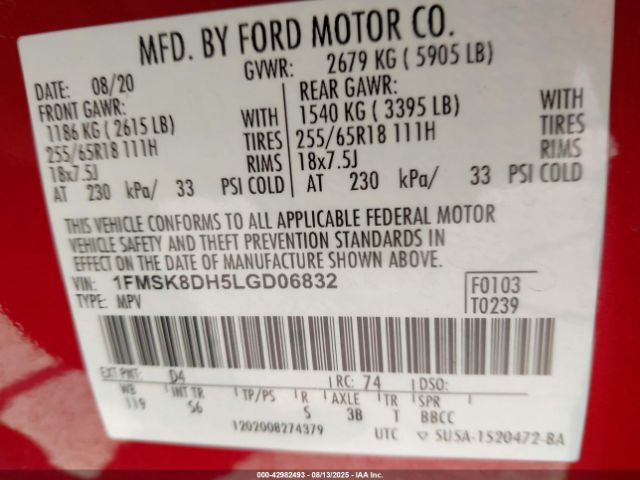 MFD. BY FORD MOTOR CO.
DATE: 08/20 GVWR: 2679 KG ( 5905 LB)
FRONT GAWR: REAR GAWR:
1186 KG ( 2615 LB) WITH 1540 KG ( 3395 LB) WITH
255/65R18 111H TIRES 255/65R18 111H TIRES
18x7.5J RIMS 18x7.5J RIMS
AT 230 kPa/ 33 PSI COLD AT 230 kPa/ 33 PSI COLD
THIS VEHICLE CONFORMS TO ALL APPLICABLE FEDERAL MOTOR
VEHICLE SAFETY AND THEFT PREVENTION STANDARDS IN
EFFECT ON THE DATE OF MANUFACTURE SHOWN ABOVE.
VIN: 1FMSK8DH5LGD06832 F0103
TYPE: MPV T0239
EXT PNT: D4 RC: 74 DSO:
WB INT TR TP/PS R AXLE TR SPR
119 S6 S 3B T BBCC
1202008274379 UTC SU5A-1520472-BA
000-42982493 - 08/13/2025 - IAA, Inc.